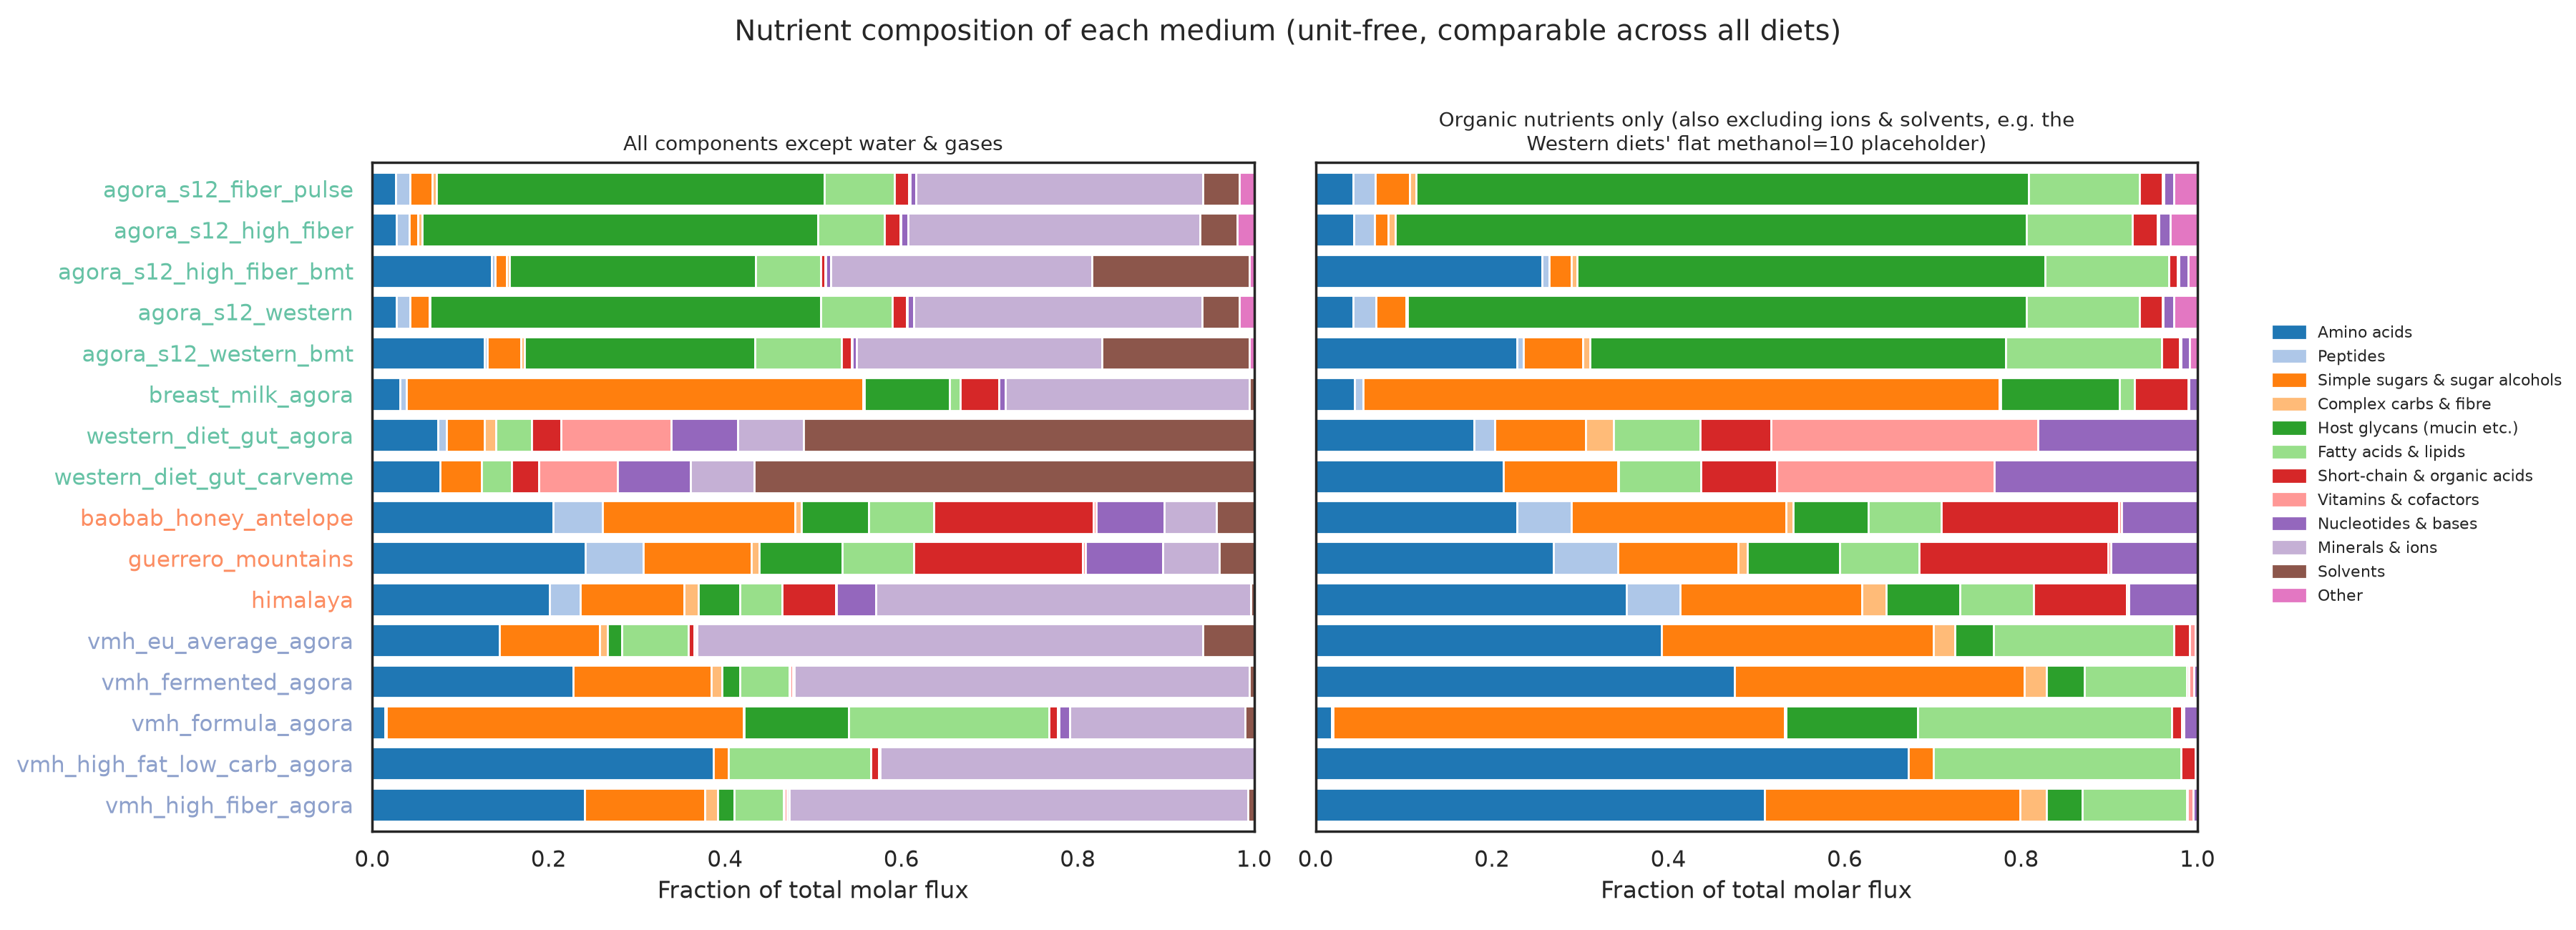 Nutrient composition of each medium (unit-free, comparable across all diets)
All components except water & gases
Organic nutrients only (also excluding ions & solvents, e.g. the
Western diets' flat methanol=10 placeholder)
agora_s12_fiber_pulse
agora_s12_high_fiber
agora_s12_high_fiber_bmt
agora_s12_western
agora_s12_western_bmt
breast_milk_agora
western_diet_gut_agora
western_diet_gut_carveme
baobab_honey_antelope
guerrero_mountains
himalaya
vmh_eu_average_agora
vmh_fermented_agora
vmh_formula_agora
vmh_high_fat_low_carb_agora
vmh_high_fiber_agora
0.0 0.2 0.4 0.6 0.8 1.0
Fraction of total molar flux
0.0 0.2 0.4 0.6 0.8 1.0
Fraction of total molar flux
Amino acids
Peptides
Simple sugars & sugar alcohols
Complex carbs & fibre
Host glycans (mucin etc.)
Fatty acids & lipids
Short-chain & organic acids
Vitamins & cofactors
Nucleotides & bases
Minerals & ions
Solvents
Other